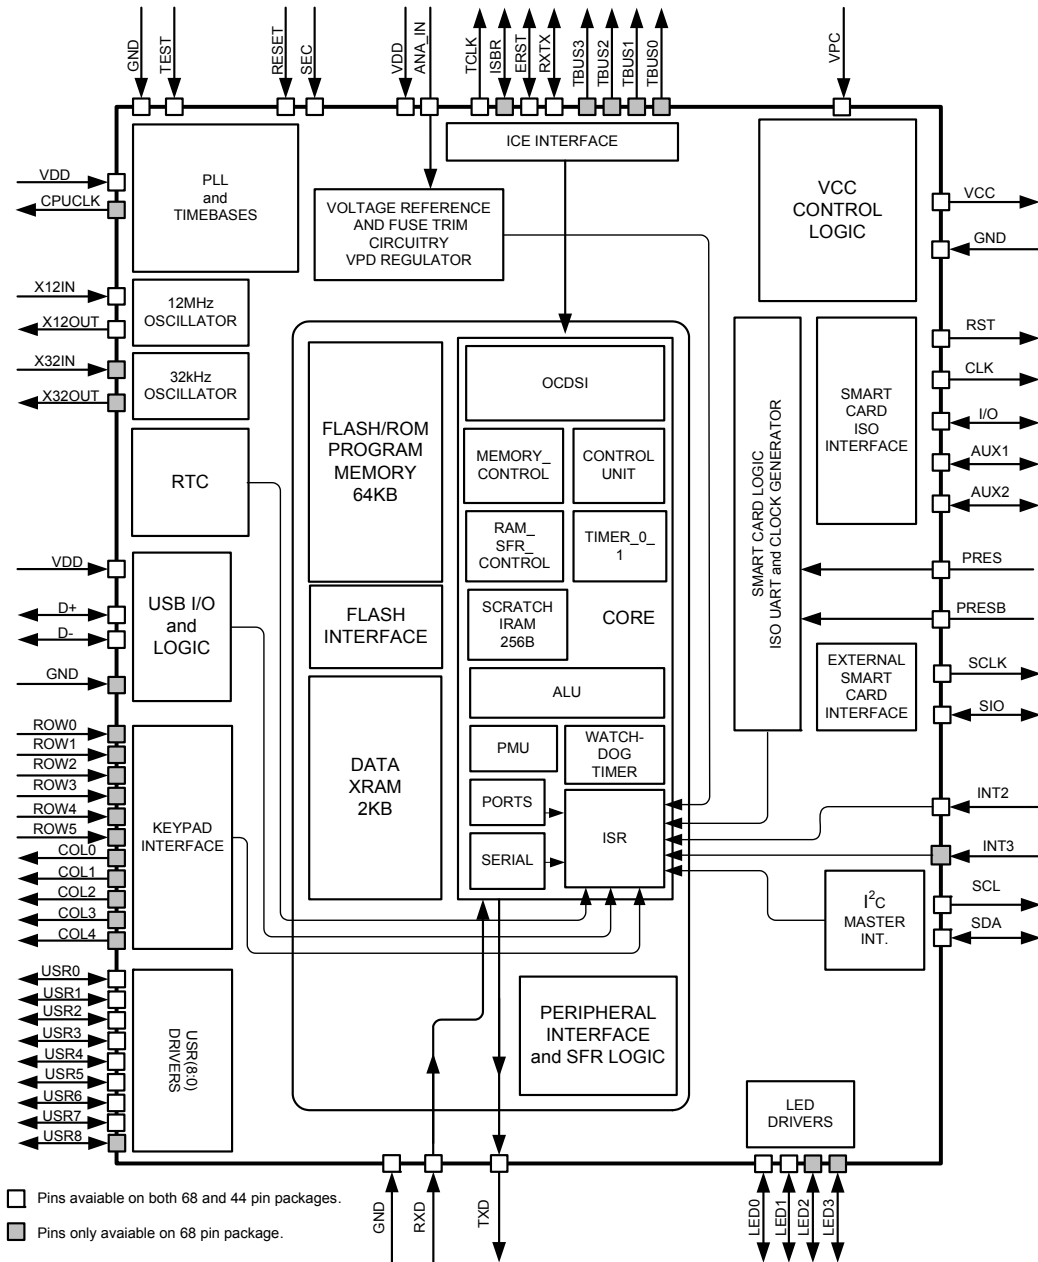 GND
TEST
RESET
SEC
VDD
ANA_IN
TCLK
ISBR
ERST
RXTX
TBUS3
TBUS2
TBUS1
TBUS0
VPC
ICE INTERFACE
PLL
and
TIMEBASES
VOLTAGE REFERENCE
AND FUSE TRIM
CIRCUITRY
VPD REGULATOR
VCC
CONTROL
LOGIC
VDD
CPUCLK
X12IN
X12OUT
X32IN
X32OUT
12MHz
OSCILLATOR
32kHz
OSCILLATOR
RTC
VDD
D+
D-
GND
USB I/O
and
LOGIC
ROW0
ROW1
ROW2
ROW3
ROW4
ROW5
COL0
COL1
COL2
COL3
COL4
KEYPAD
INTERFACE
USR0
USR1
USR2
USR3
USR4
USR5
USR6
USR7
USR8
USR(8:0)
DRIVERS
FLASH/ROM
PROGRAM
MEMORY
64KB
FLASH
INTERFACE
DATA
XRAM
2KB
OCDSI
MEMORY_
CONTROL
CONTROL
UNIT
RAM_
SFR_
CONTROL
TIMER_0_
1
SCRATCH
IRAM
256B
CORE
ALU
PMU
WATCH-
DOG
TIMER
PORTS
SERIAL
ISR
PERIPHERAL
INTERFACE
and SFR LOGIC
SMART CARD LOGIC
ISO UART and CLOCK GENERATOR
SMART
CARD
ISO
INTERFACE
EXTERNAL
SMART
CARD
INTERFACE
I2C
MASTER
INT.
LED
DRIVERS
VCC
GND
RST
CLK
I/O
AUX1
AUX2
PRES
PRESB
SCLK
SIO
INT2
INT3
SCL
SDA
GND
RXD
TXD
LED0
LED1
LED2
LED3
Pins avaiable on both 68 and 44 pin packages.
Pins only avaiable on 68 pin package.